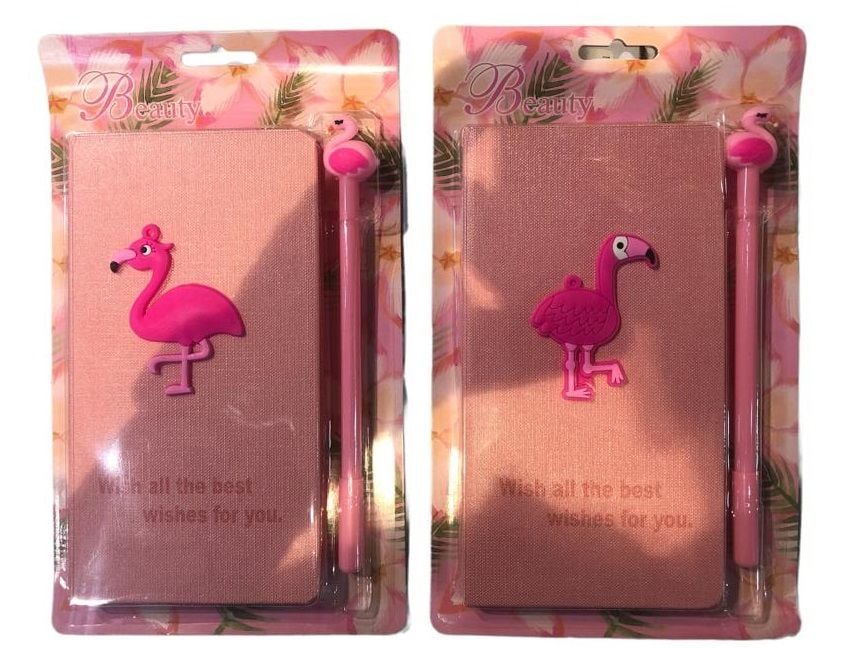 Beauty
Wish all the best
wishes for you.
Beauty
Wish all the best
wishes for you.